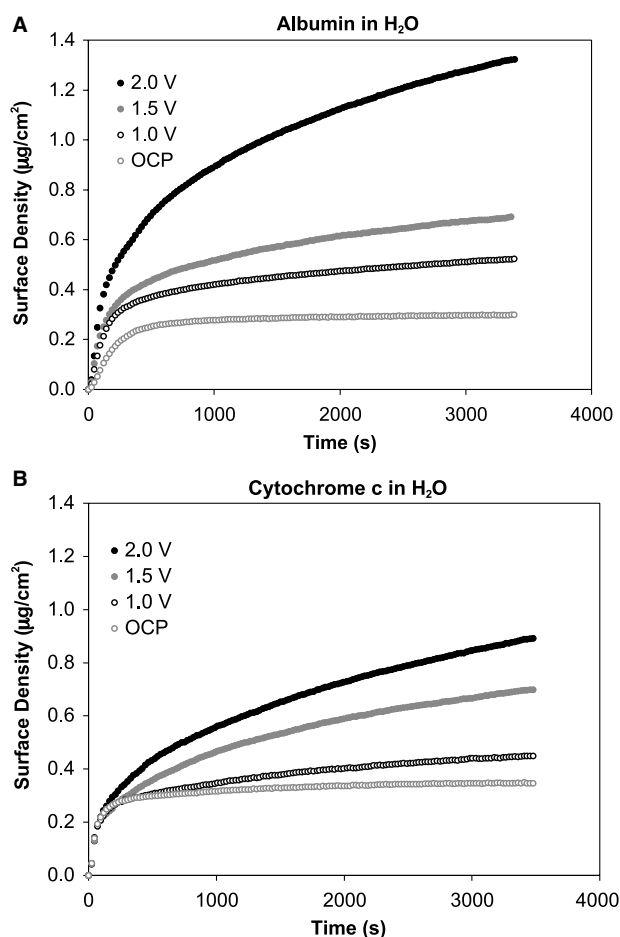 A
Albumin in H₂O
1.4
1.2
1.0
0.8
0.6
0.4
0.2
0.0
Surface Density (µg/cm²)
2.0 V
1.5 V
1.0 V
OCP
0 1000 2000 3000 4000
Time (s)
B
Cytochrome c in H₂O
1.4
1.2
1.0
0.8
0.6
0.4
0.2
0.0
Surface Density (µg/cm²)
2.0 V
1.5 V
1.0 V
OCP
0 1000 2000 3000 4000
Time (s)